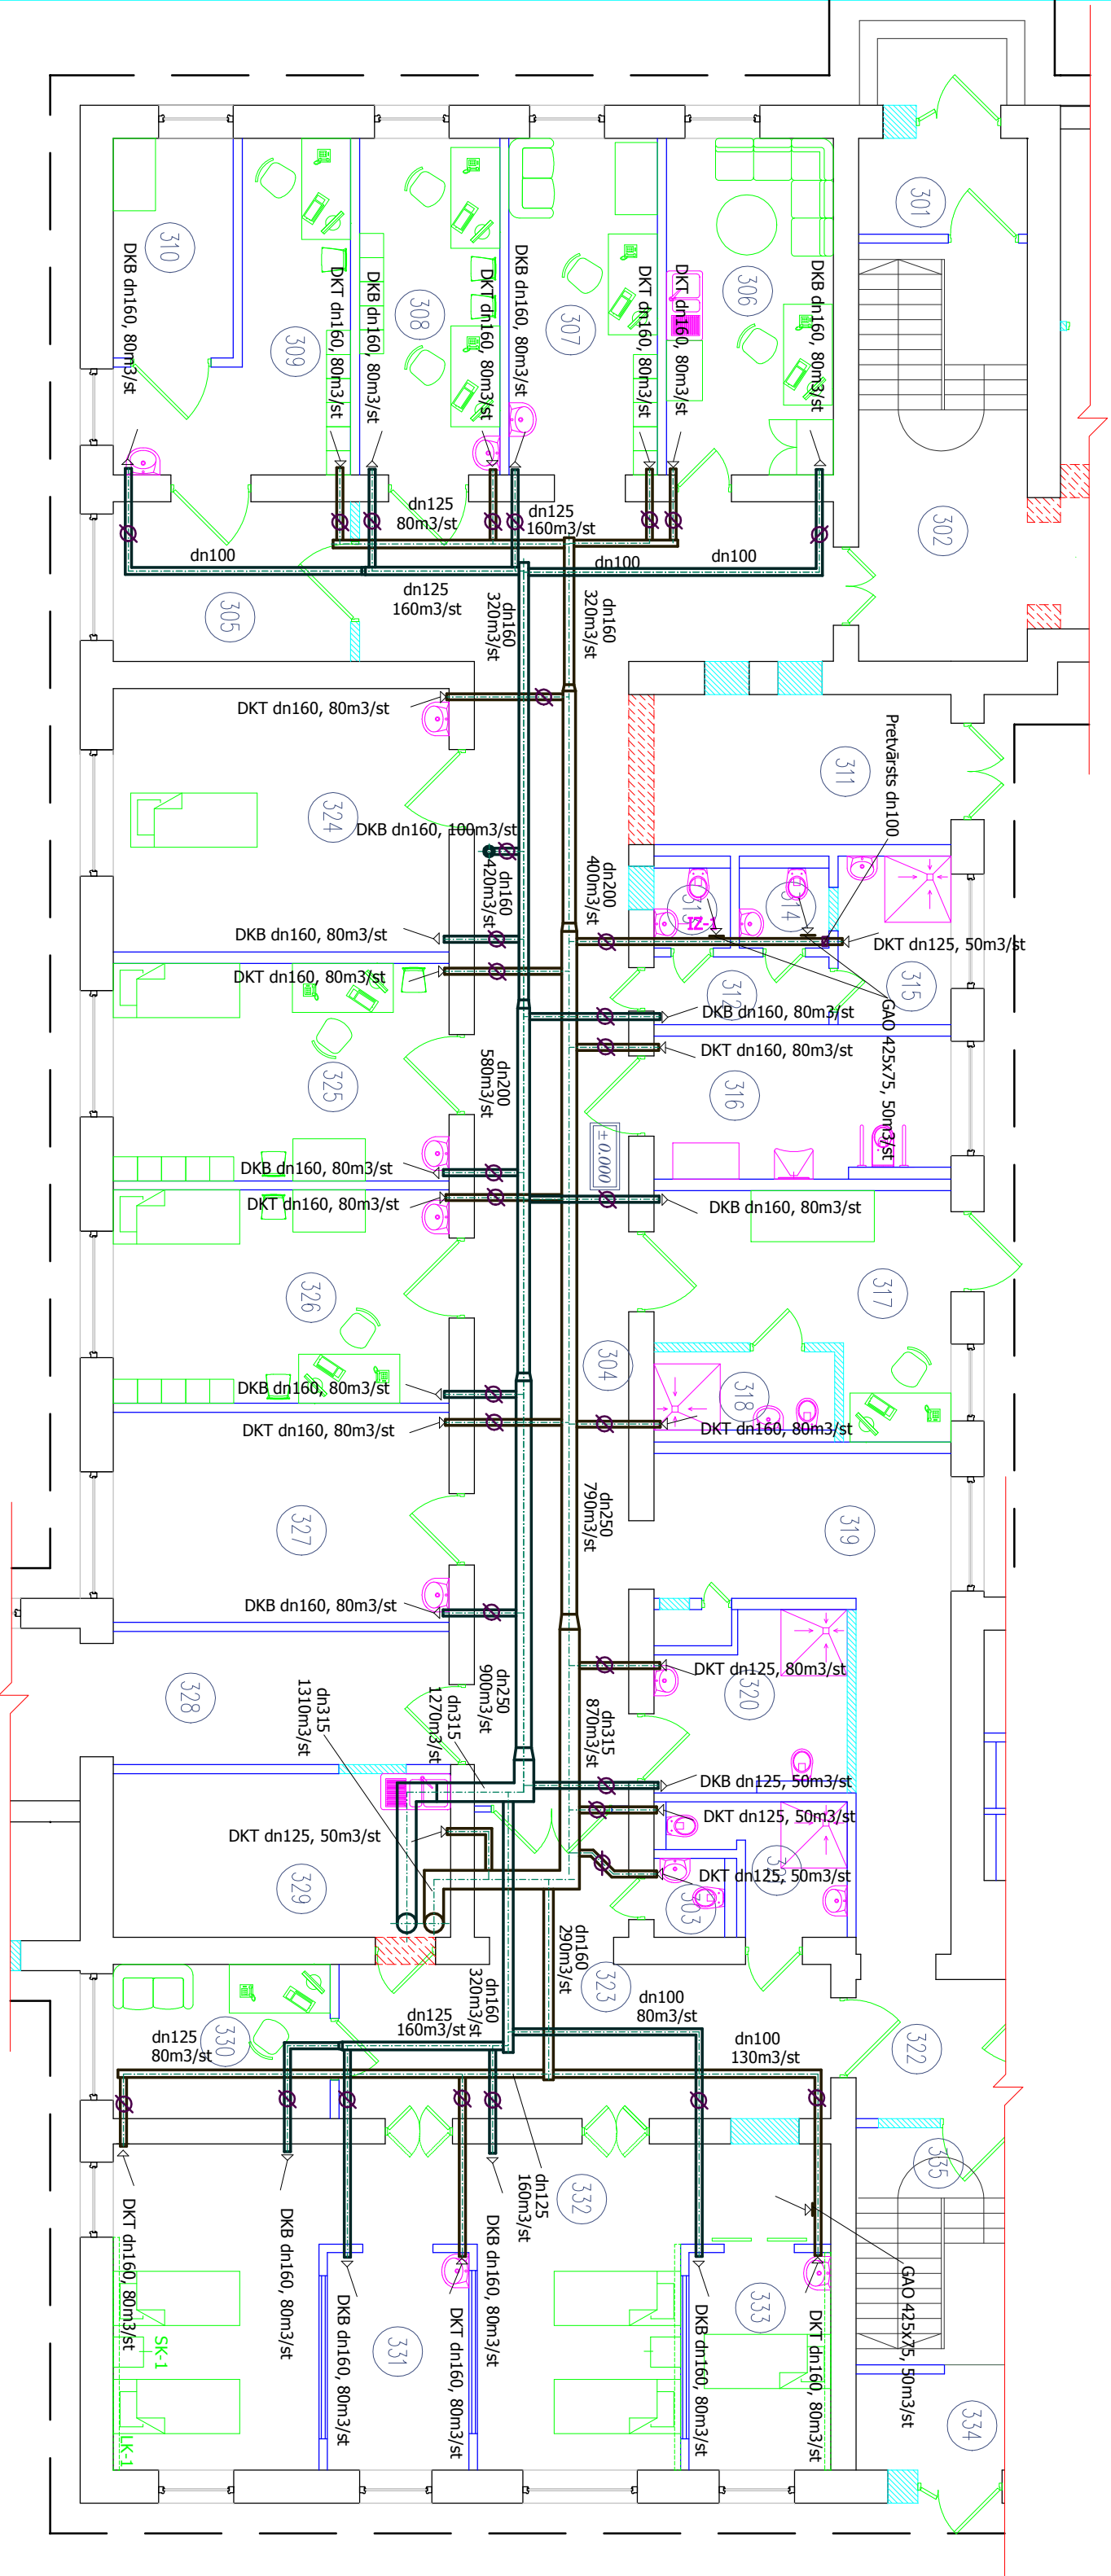 301
310
306
309
308
307
DKB dn160, 80m3/st
DKT dn160, 80m3/st
DKB dn160, 80m3/st
DKT dn160, 80m3/st
DKB dn160, 80m3/st
DKT dn160, 80m3/st
DKT dn160, 80m3/st
DKB dn160, 80m3/st
302
dn125
80m3/st
dn125
160m3/st
dn100
dn100
dn100
dn125
160m3/st
305
dn160
320m3/st
dn160
320m3/st
DKT dn160, 80m3/st
Pretvārsts dn100
311
324
DKB dn160, 100m3/st
dn160
420m3/st
dn200
400m3/st
IZ-1
314
DKB dn160, 80m3/st
DKT dn125, 50m3/st
DKT dn160, 80m3/st
312
315
DKB dn160, 80m3/st
GAO 425x75, 50m3/st
DKT dn160, 80m3/st
dn200
580m3/st
325
316
±0.000
DKB dn160, 80m3/st
DKT dn160, 80m3/st
DKB dn160, 80m3/st
326
317
304
DKB dn160, 80m3/st
318
DKT dn160, 80m3/st
DKT dn160, 80m3/st
dn250
790m3/st
327
319
DKB dn160, 80m3/st
DKT dn125, 80m3/st
328
320
dn250
900m3/st
dn315
1270m3/st
dn315
1310m3/st
dn315
870m3/st
DKB dn125, 50m3/st
DKT dn125, 50m3/st
DKT dn125, 50m3/st
DKT dn125, 50m3/st
329
303
dn160
290m3/st
323
dn160
320m3/st
dn100
80m3/st
dn125
160m3/st
330
dn125
80m3/st
dn100
130m3/st
322
335
dn125
160m3/st
332
DKT dn160, 80m3/st
DKB dn160, 80m3/st
DKB dn160, 80m3/st
DKT dn160, 80m3/st
DKB dn160, 80m3/st
DKB dn160, 80m3/st
DKT dn160, 80m3/st
GAO 425x75, 50m3/st
333
331
SK-1
334
LK-1